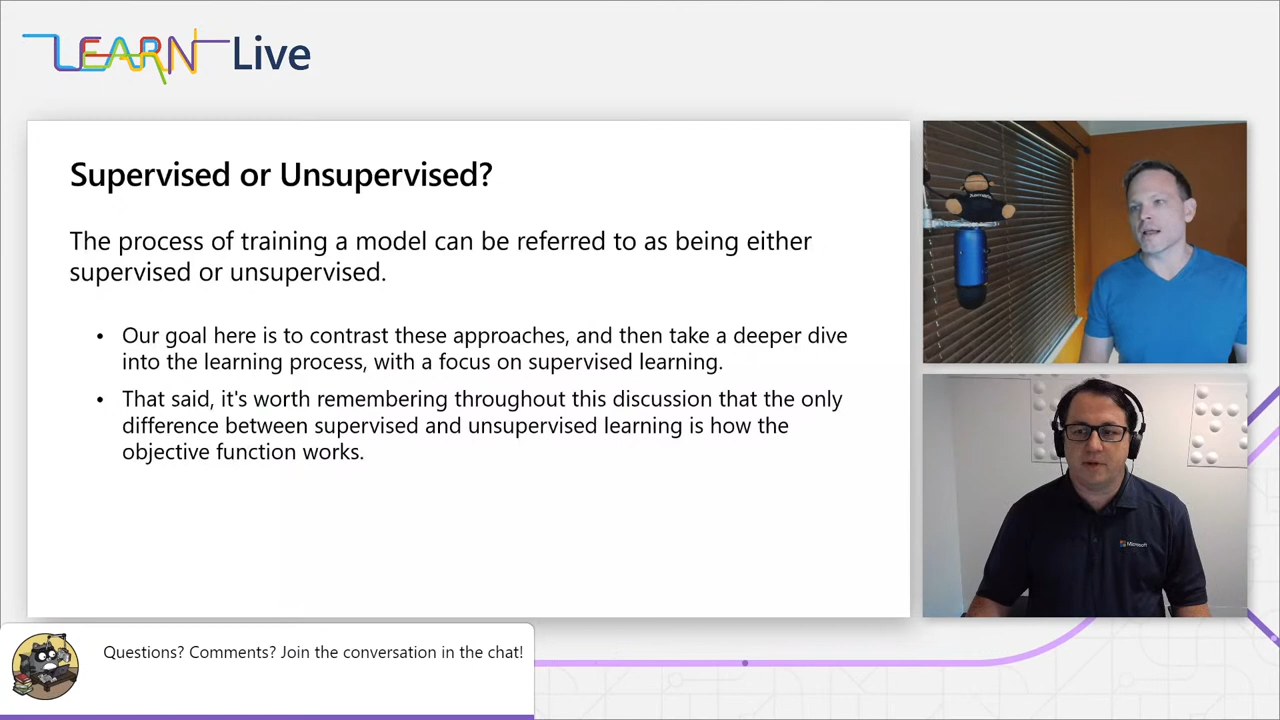 LEARN Live
Supervised or Unsupervised?
The process of training a model can be referred to as being either
supervised or unsupervised.
• Our goal here is to contrast these approaches, and then take a deeper dive
into the learning process, with a focus on supervised learning.
• That said, it's worth remembering throughout this discussion that the only
difference between supervised and unsupervised learning is how the
objective function works.
Microsoft
Questions? Comments? Join the conversation in the chat!